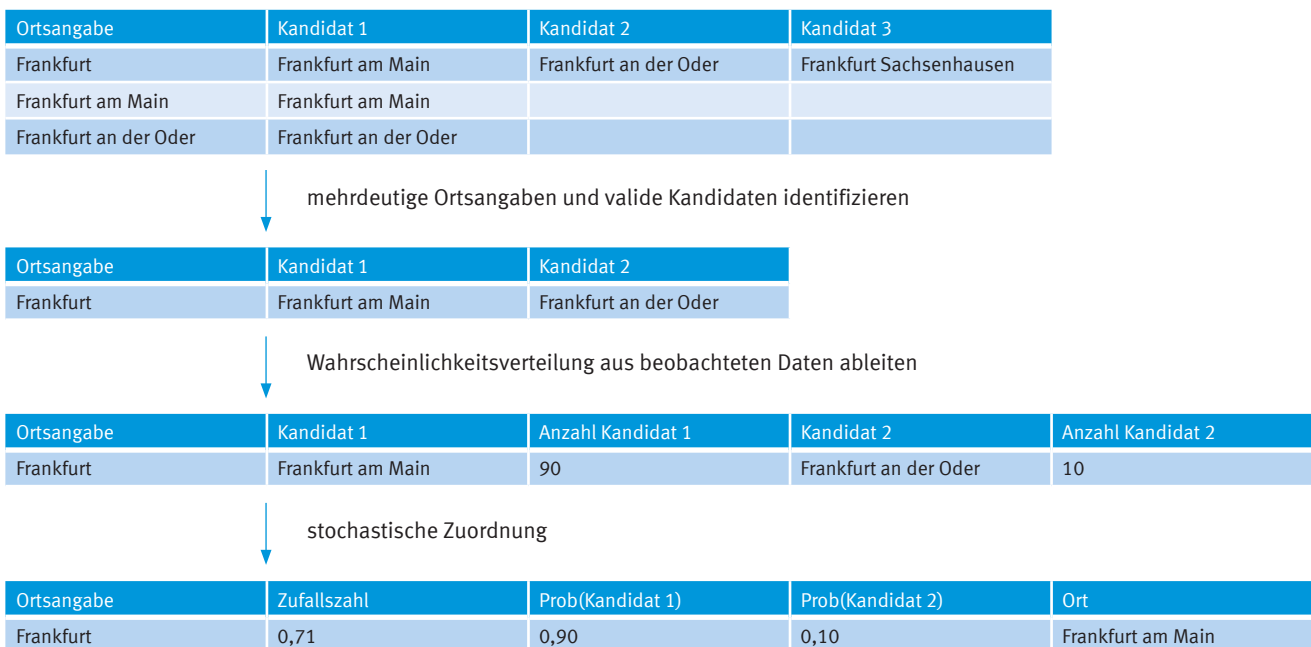 Ortsangabe Kandidat 1 Kandidat 2 Kandidat 3
Frankfurt Frankfurt am Main Frankfurt an der Oder Frankfurt Sachsenhausen
Frankfurt am Main Frankfurt am Main
Frankfurt an der Oder Frankfurt an der Oder
mehrdeutige Ortsangaben und valide Kandidaten identifizieren
Ortsangabe Kandidat 1 Kandidat 2
Frankfurt Frankfurt am Main Frankfurt an der Oder
Wahrscheinlichkeitsverteilung aus beobachteten Daten ableiten
Ortsangabe Kandidat 1 Anzahl Kandidat 1 Kandidat 2 Anzahl Kandidat 2
Frankfurt Frankfurt am Main 90 Frankfurt an der Oder 10
stochastische Zuordnung
Ortsangabe Zufallszahl Prob(Kandidat 1) Prob(Kandidat 2) Ort
Frankfurt 0,71 0,90 0,10 Frankfurt am Main